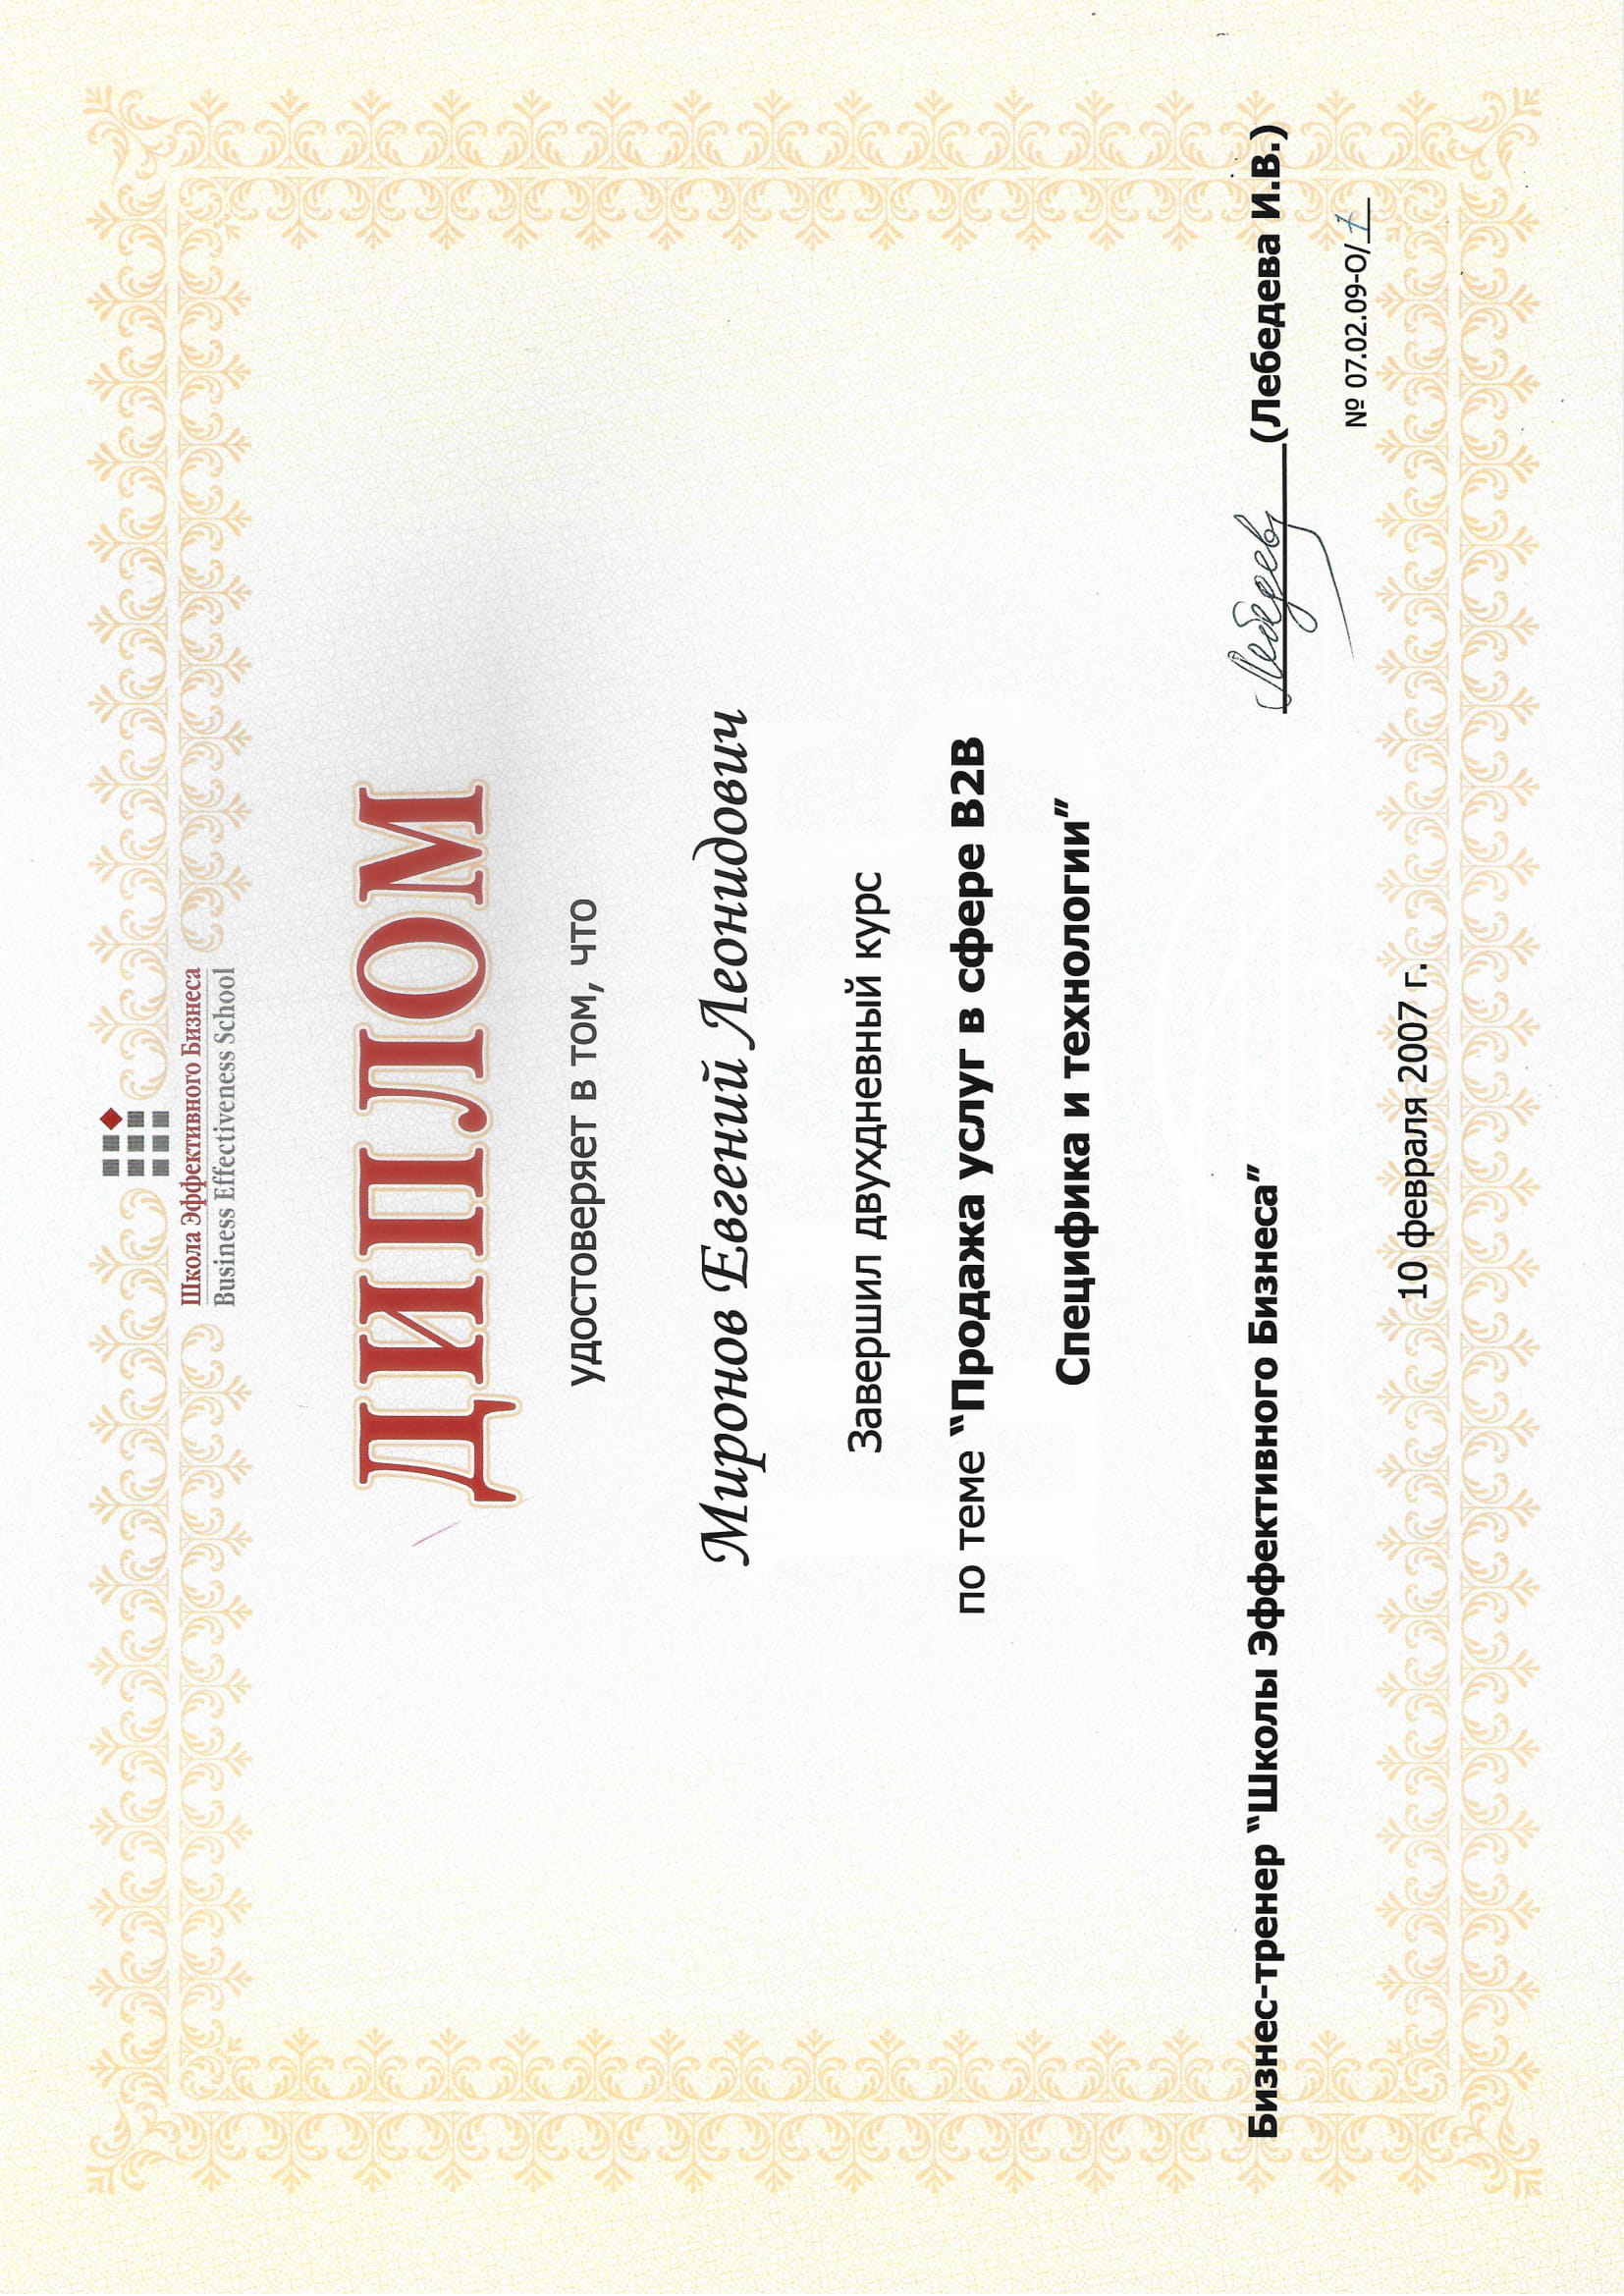 Школа Эффективного Бизнеса
Business Effectiveness School
ДИПЛОМ
удостоверяет в том, что
Миронов Евгений Леонидович
Завершил двухдневный курс
по теме “Продажа услуг в сфере B2B
Специфика и технологии”
Бизнес-тренер “Школы Эффективного Бизнеса” Лебедева (Лебедева И.В.)
№ 07.02.09-О/ 7
10 февраля 2007 г.